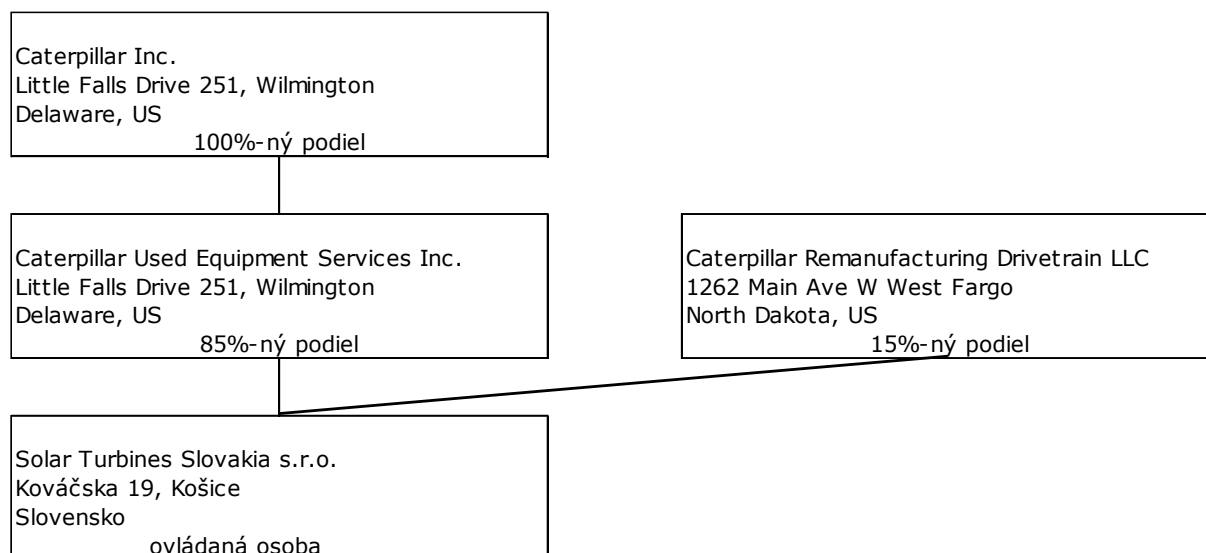 Caterpillar Inc.
Little Falls Drive 251, Wilmington
Delaware, US
100%-ný podiel
Caterpillar Used Equipment Services Inc.
Little Falls Drive 251, Wilmington
Delaware, US
85%-ný podiel
Caterpillar Remanufacturing Drivetrain LLC
1262 Main Ave W West Fargo
North Dakota, US
15%-ný podiel
Solar Turbines Slovakia s.r.o.
Kováčska 19, Košice
Slovensko
ovládaná osoba